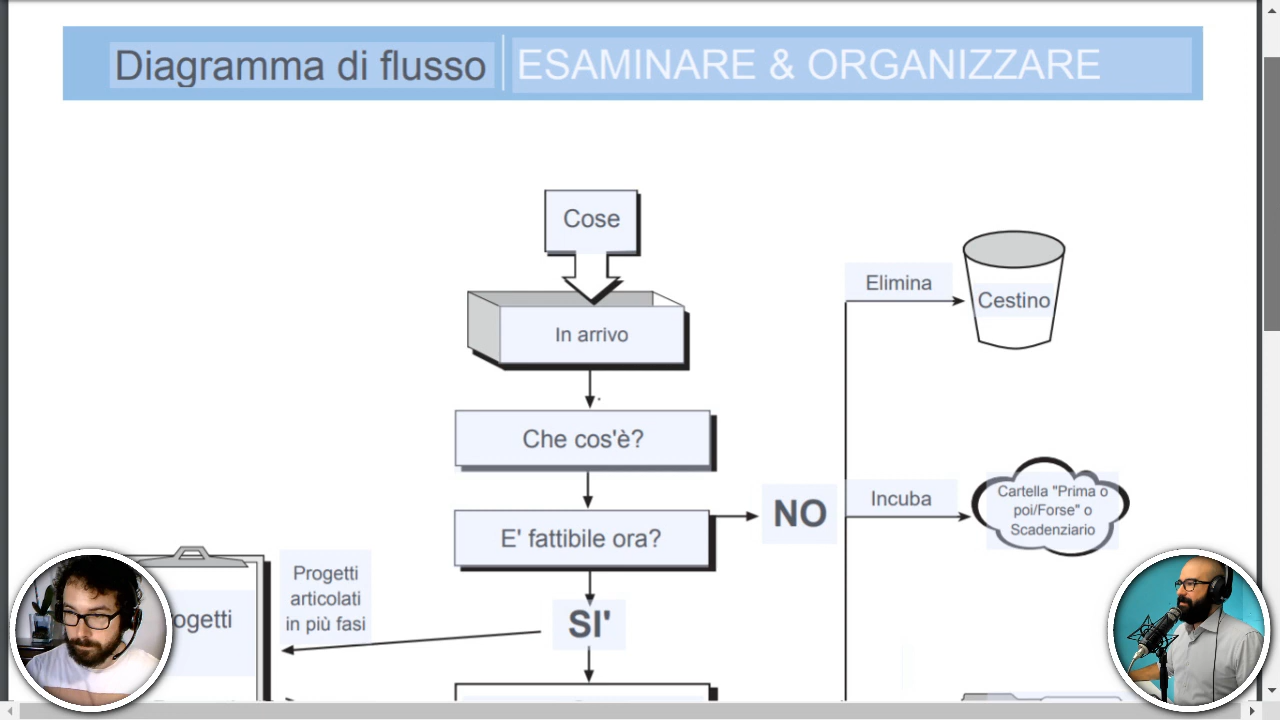 Diagramma di flusso
ESAMINARE & ORGANIZZARE
Cose
In arrivo
Elimina
Cestino
Che cos'è?
E' fattibile ora?
NO
Incuba
Cartella "Prima o
poi/Forse" o
Scadenziario
SI'
Progetti
articolati
in più fasi
ogetti